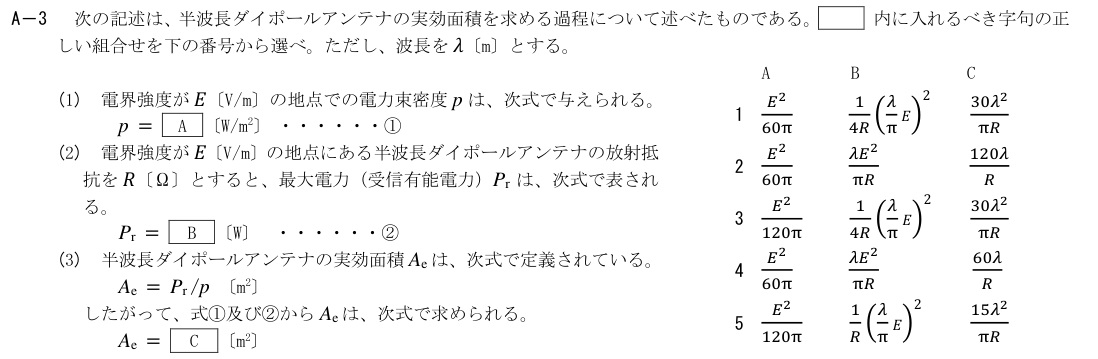 A－3 次の記述は、半波長ダイポールアンテナの実効面積を求める過程について述べたものである。 内に入れるべき字句の正
しい組合せを下の番号から選べ。ただし、波長をλ〔m〕とする。
(1) 電界強度がE〔V/m〕の地点での電力束密度pは、次式で与えられる。
p = A 〔W/m²〕 ・・・・・・①
(2) 電界強度がE〔V/m〕の地点にある半波長ダイポールアンテナの放射抵
抗をR〔Ω〕とすると、最大電力（受信有能電力）Pr は、次式で表され
る。
Pr = B 〔W〕 ・・・・・・②
(3) 半波長ダイポールアンテナの実効面積Aeは、次式で定義されている。
Ae = Pr/p 〔m²〕
したがって、式①及び②からAeは、次式で求められる。
Ae = C 〔m²〕
A B C
1 E²/60π 1/4R (λ/π E)² 30λ²/πR
2 E²/60π λE²/πR 120λ/R
3 E²/120π 1/4R (λ/π E)² 30λ²/πR
4 E²/60π λE²/πR 60λ/R
5 E²/120π 1/R (λ/π E)² 15λ²/πR